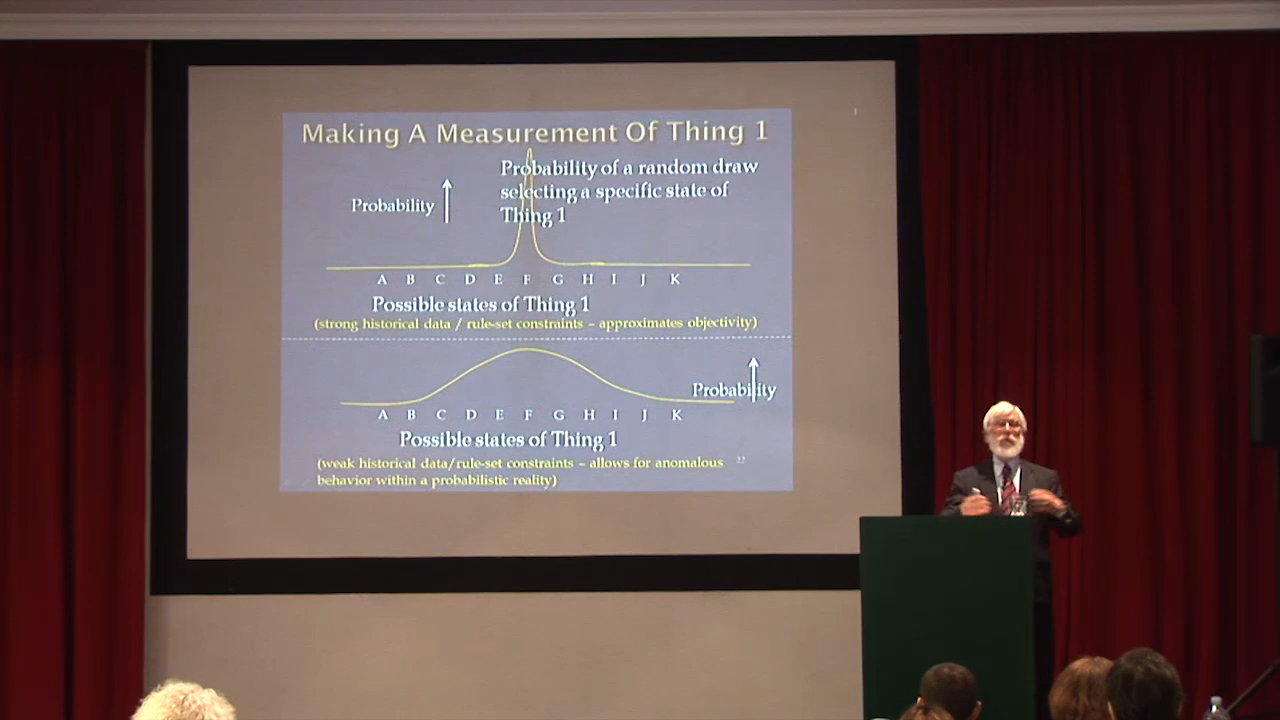 Making A Measurement Of Thing 1
Probability of a random draw
selecting a specific state of
Thing 1
Probability
A B C D E F G H I J K
Possible states of Thing 1
(strong historical data / rule-set constraints – approximates objectivity)
Probability
A B C D E F G H I J K
Possible states of Thing 1
(weak historical data/rule-set constraints – allows for anomalous
behavior within a probabilistic reality)
22